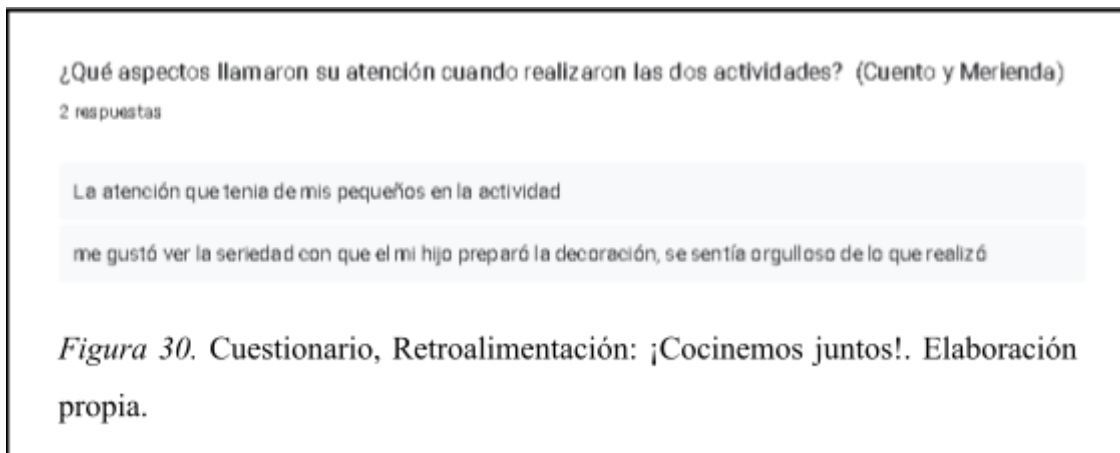 ¿Qué aspectos llamaron su atención cuando realizaron las dos actividades? (Cuento y Merienda)
2 respuestas
La atención que tenia de mis pequeños en la actividad
me gustó ver la seriedad con que el mi hijo preparó la decoración, se sentía orgulloso de lo que realizó
Figura 30. Cuestionario, Retroalimentación: ¡Cocinemos juntos!. Elaboración
propia.